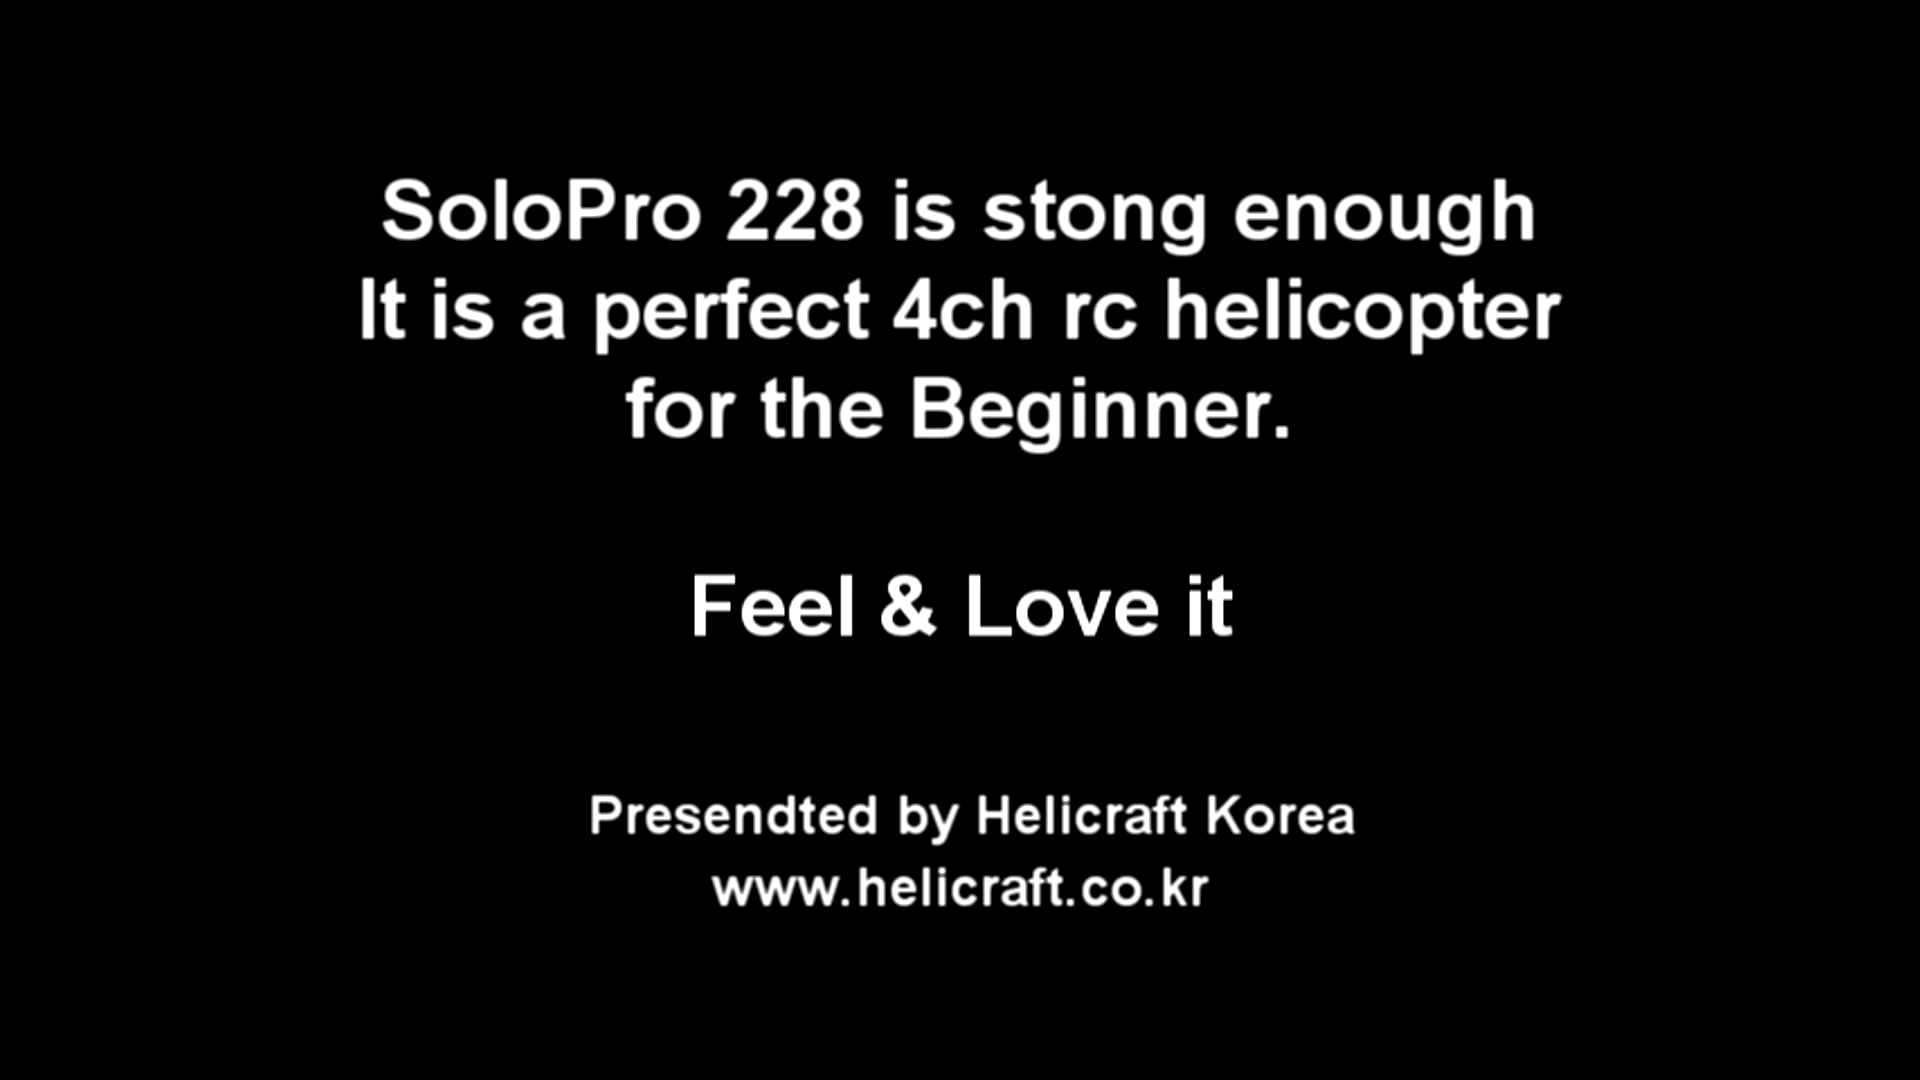 SoloPro 228 is stong enough
It is a perfect 4ch rc helicopter
for the Beginner.
Feel & Love it
Presendted by Helicraft Korea
www.helicraft.co.kr